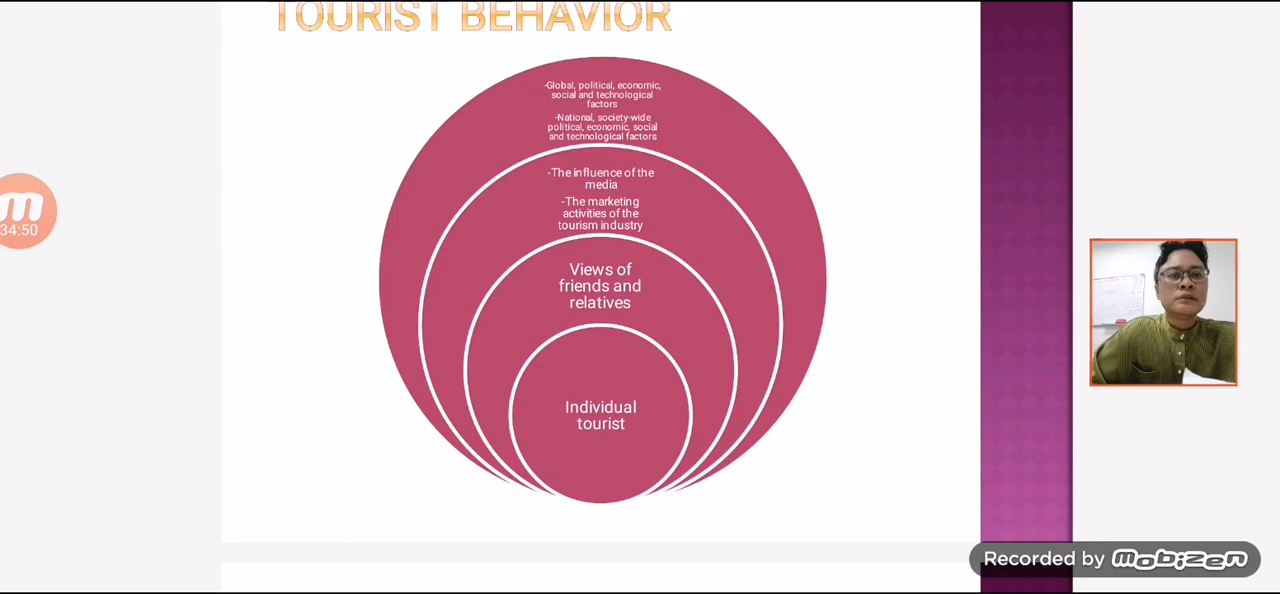 TOURIST BEHAVIOR
-Global, political, economic,
social and technological
factors
-National, society-wide
political, economic, social
and technological factors
-The influence of the
media
-The marketing
activities of the
tourism industry
Views of
friends and
relatives
Individual
tourist
m
34:50
Recorded by mobizen